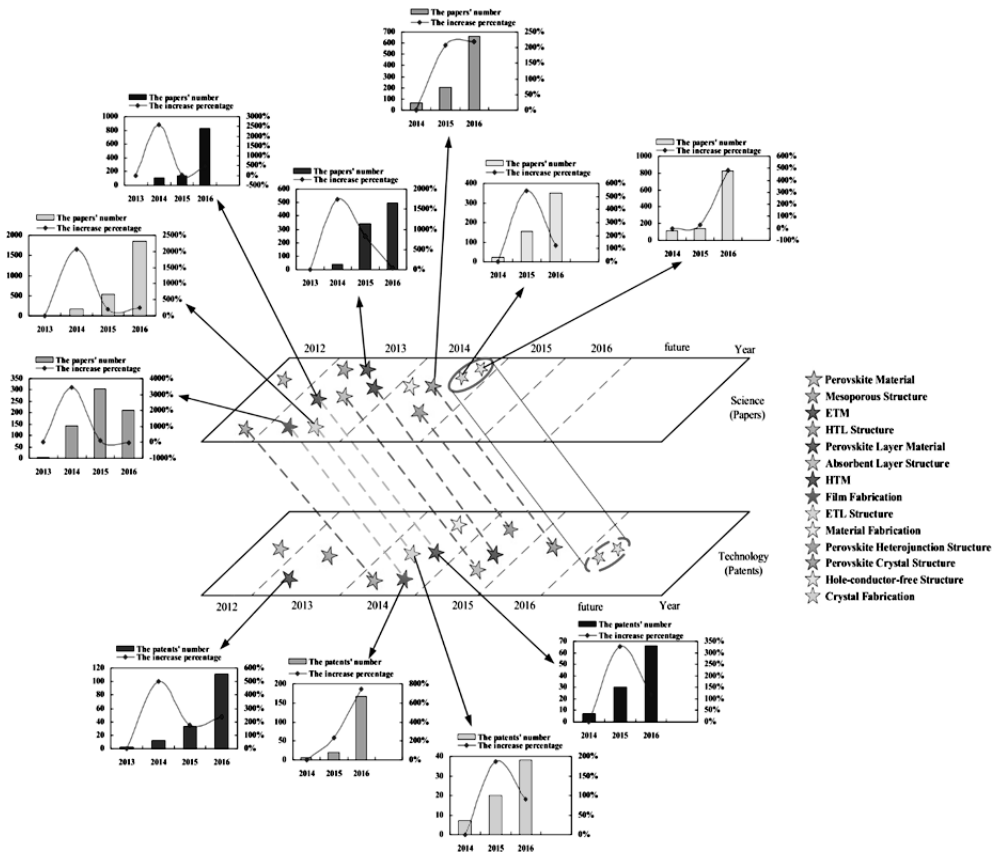 The papers' number
The increase percentage
700
600
500
400
300
200
100
0
250%
200%
150%
100%
50%
0%
2014 2015 2016
The papers' number
The increase percentage
1000
800
600
400
200
0
3000%
2500%
2000%
1500%
1000%
500%
0%
-500%
2013 2014 2015 2016
The papers' number
The increase percentage
600
500
400
300
200
100
0
2000%
1500%
1000%
500%
0%
2013 2014 2015 2016
The papers' number
The increase percentage
400
300
200
100
0
600%
500%
400%
300%
200%
100%
0%
2014 2015 2016
The papers' number
The increase percentage
1000
800
600
400
200
0
600%
500%
400%
300%
200%
100%
0%
-100%
2014 2015 2016
The papers' number
The increase percentage
2000
1500
1000
500
0
2500%
2000%
1500%
1000%
500%
0%
2013 2014 2015 2016
The papers' number
The increase percentage
350
300
250
200
150
100
50
0
4000%
3000%
2000%
1000%
0%
-1000%
2013 2014 2015 2016
2012 2013 2014 2015 2016 future Year
Science
(Papers)
Technology
(Patents)
2012 2013 2014 2015 2016 future Year
Perovskite Material
Mesoporous Structure
ETM
HTL Structure
Perovskite Layer Material
Absorbent Layer Structure
HTM
Film Fabrication
ETL Structure
Material Fabrication
Perovskite Heterojunction Structure
Perovskite Crystal Structure
Hole-conductor-free Structure
Crystal Fabrication
The patents' number
The increase percentage
120
100
80
60
40
20
0
600%
500%
400%
300%
200%
100%
0%
2013 2014 2015 2016
The patents' number
The increase percentage
200
150
100
50
0
800%
600%
400%
200%
0%
2014 2015 2016
The patents' number
The increase percentage
40
30
20
10
0
200%
150%
100%
50%
0%
2014 2015 2016
The patents' number
The increase percentage
70
60
50
40
30
20
10
0
350%
300%
250%
200%
150%
100%
50%
0%
2014 2015 2016